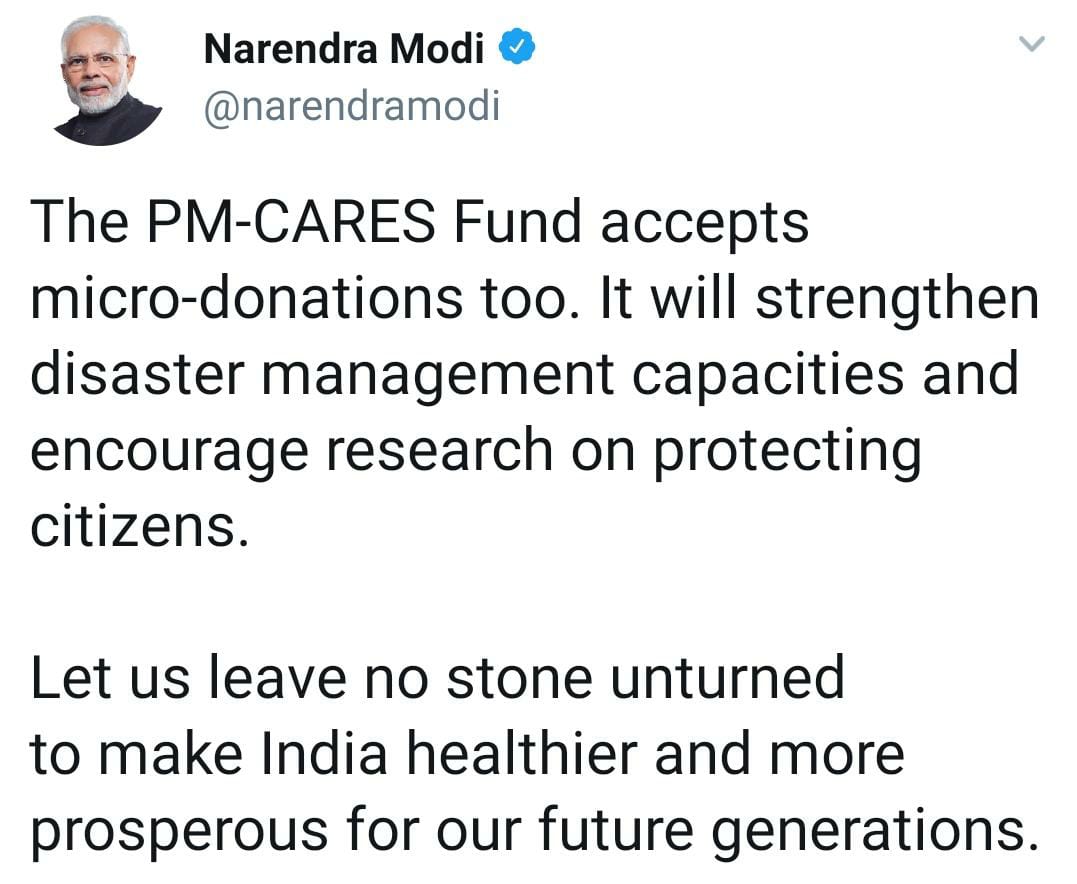 Narendra Modi
@narendramodi
The PM-CARES Fund accepts
micro-donations too. It will strengthen
disaster management capacities and
encourage research on protecting
citizens.
Let us leave no stone unturned
to make India healthier and more
prosperous for our future generations.